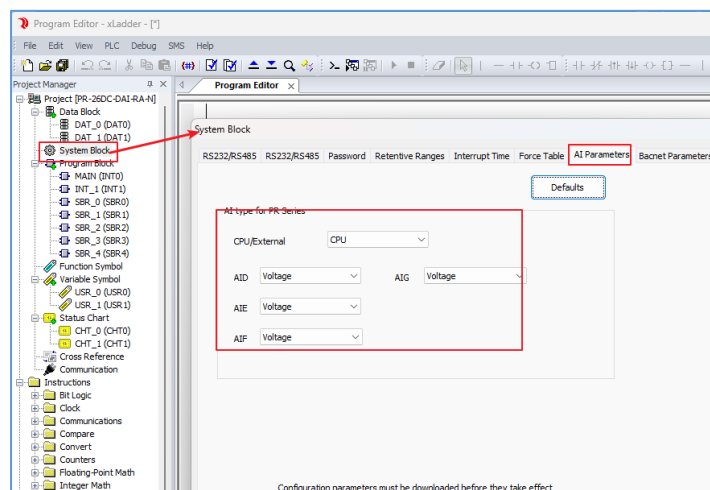 Program Editor - xLadder - [*]
File Edit View PLC Debug SMS Help
Project Manager
Program Editor
Project [PR-26DC-DAI-RA-N]
Data Block
DAT_0 (DAT0)
DAT_1 (DAT1)
System Block
Program Block
MAIN (INT0)
INT_1 (INT1)
SBR_0 (SBR0)
SBR_1 (SBR1)
SBR_2 (SBR2)
SBR_3 (SBR3)
SBR_4 (SBR4)
Function Symbol
Variable Symbol
USR_0 (USR0)
USR_1 (USR1)
Status Chart
CHT_0 (CHT0)
CHT_1 (CHT1)
Cross Reference
Communication
Instructions
Bit Logic
Clock
Communications
Compare
Convert
Counters
Floating-Point Math
Integer Math
System Block
RS232/RS485 RS232/RS485 Password Retentive Ranges Interrupt Time Force Table AI Parameters Bacnet Parameters
Defaults
AI type for PR Series
CPU/External CPU
AID Voltage AIG Voltage
AIE Voltage
AIF Voltage
Configuration parameters must be downloaded before they take effect